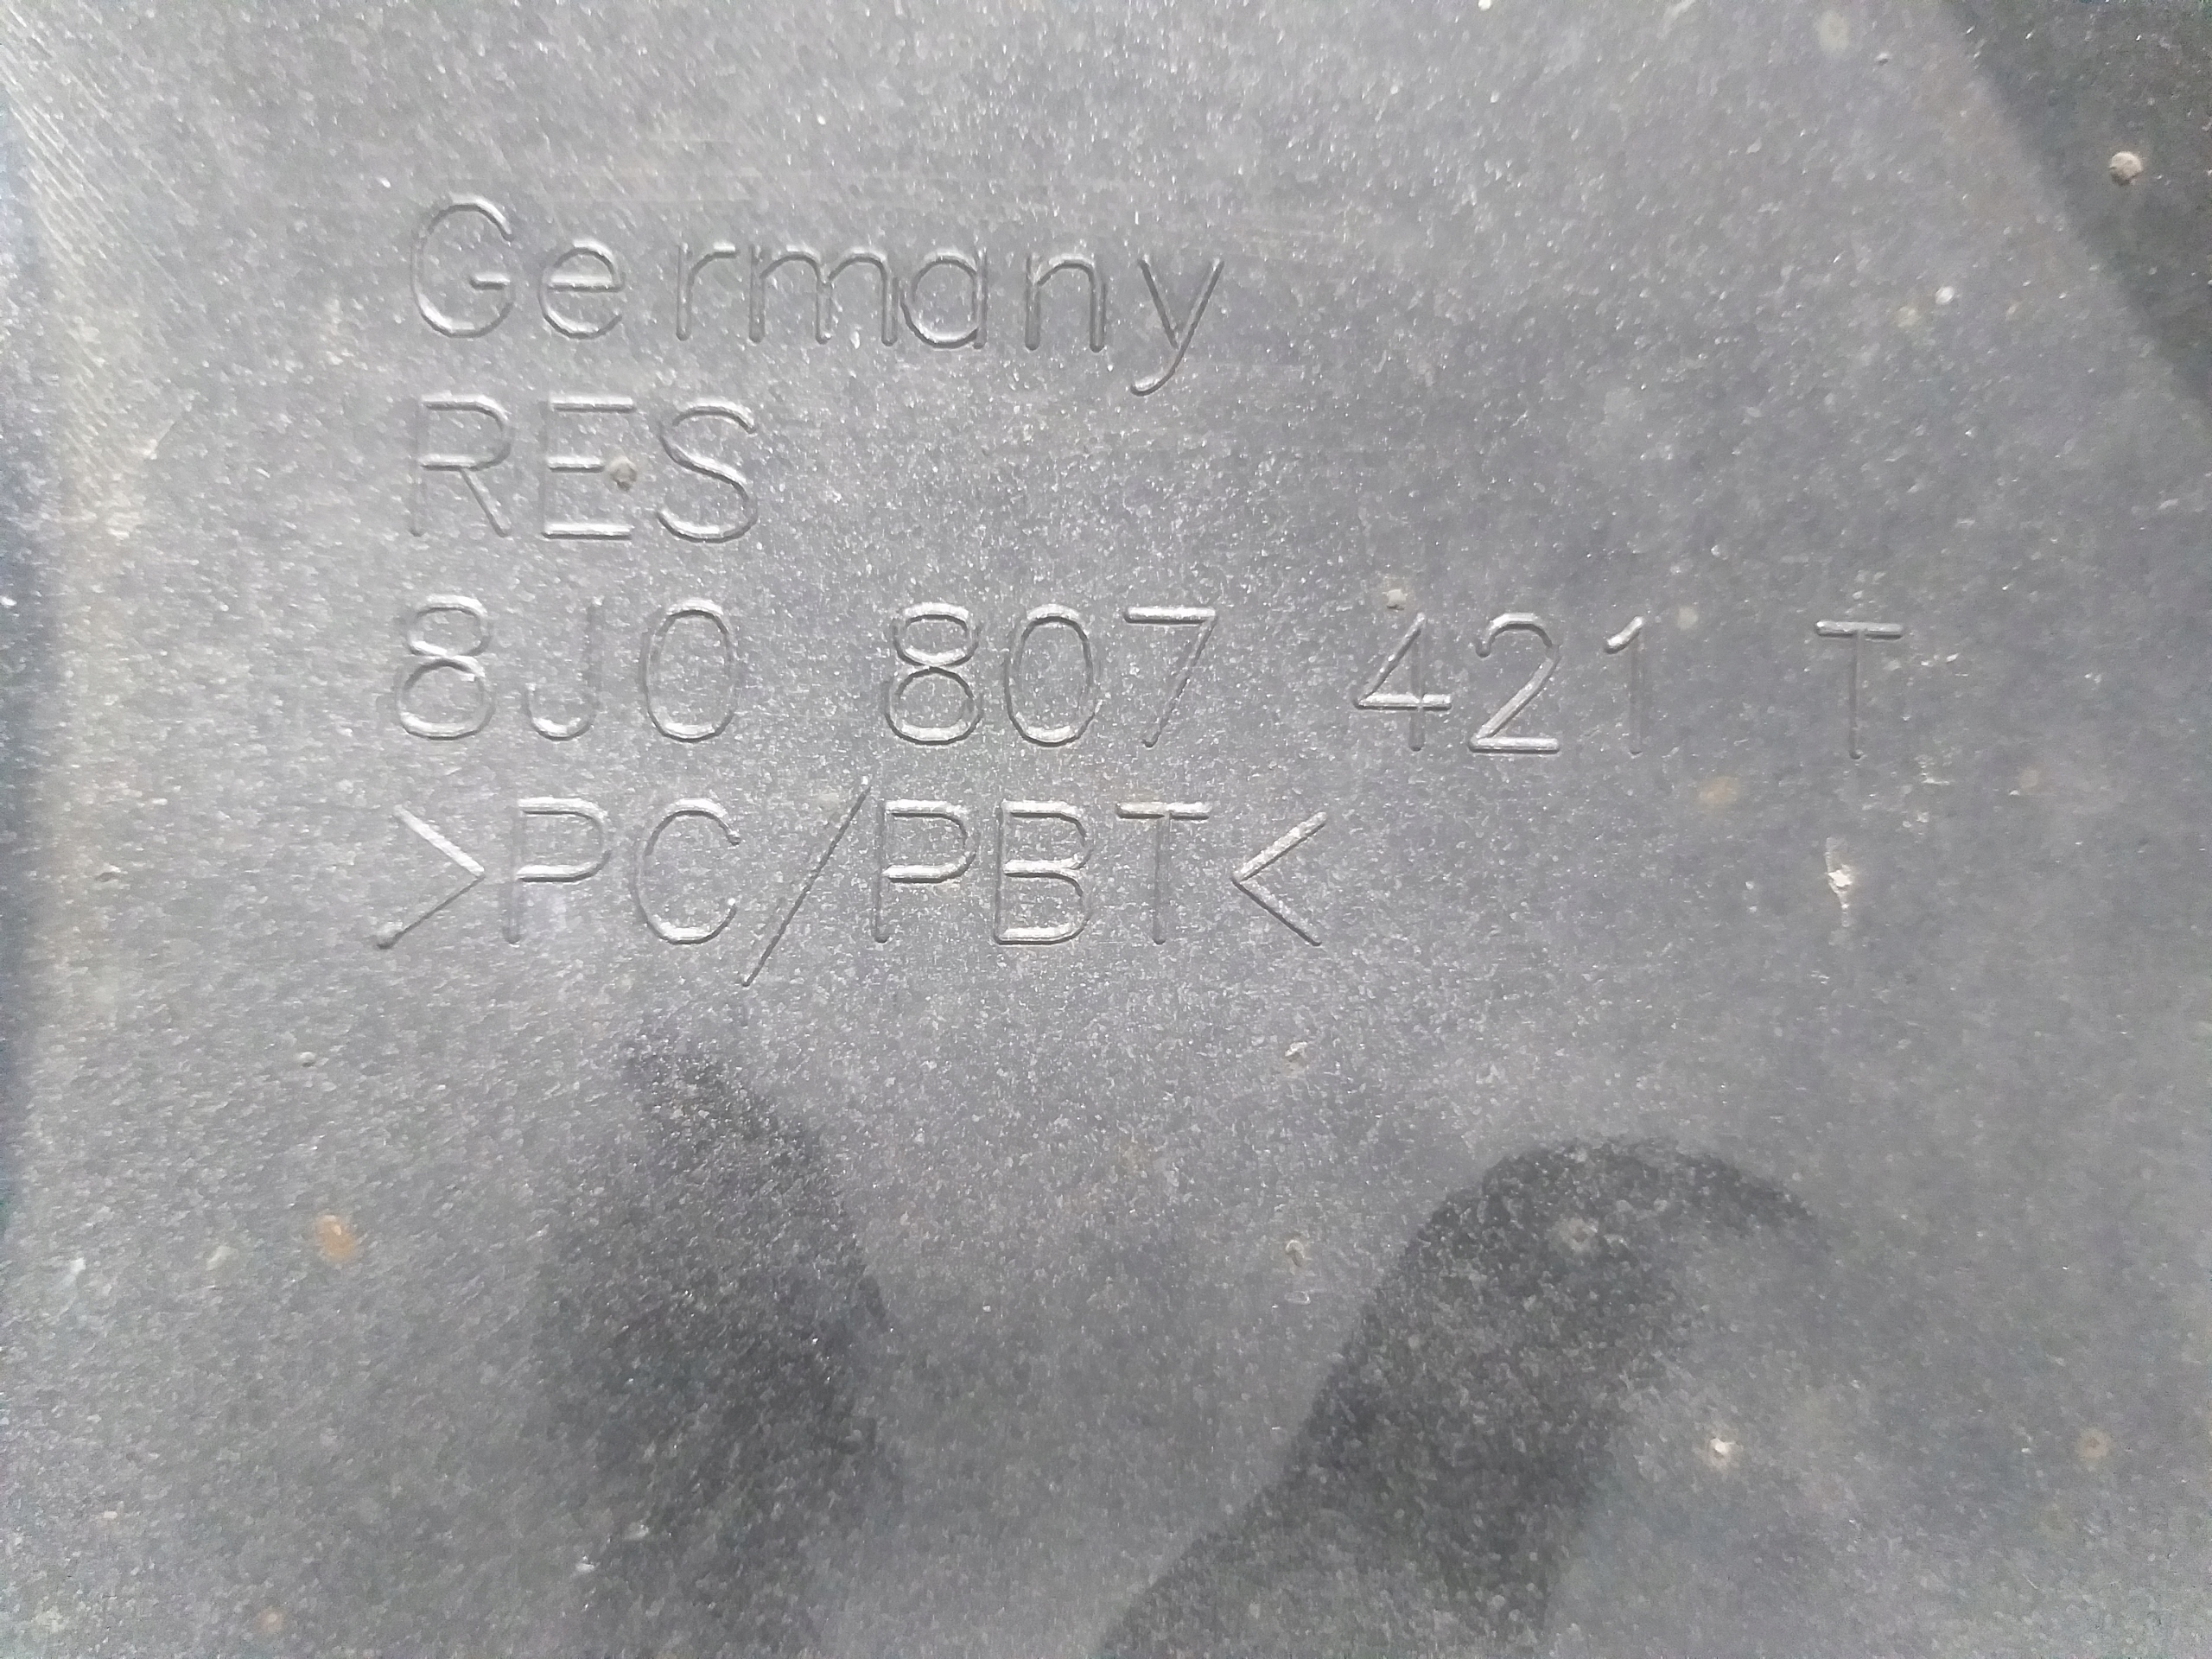 Germany
RES
8J0 807 421 T
>PC/PBT<